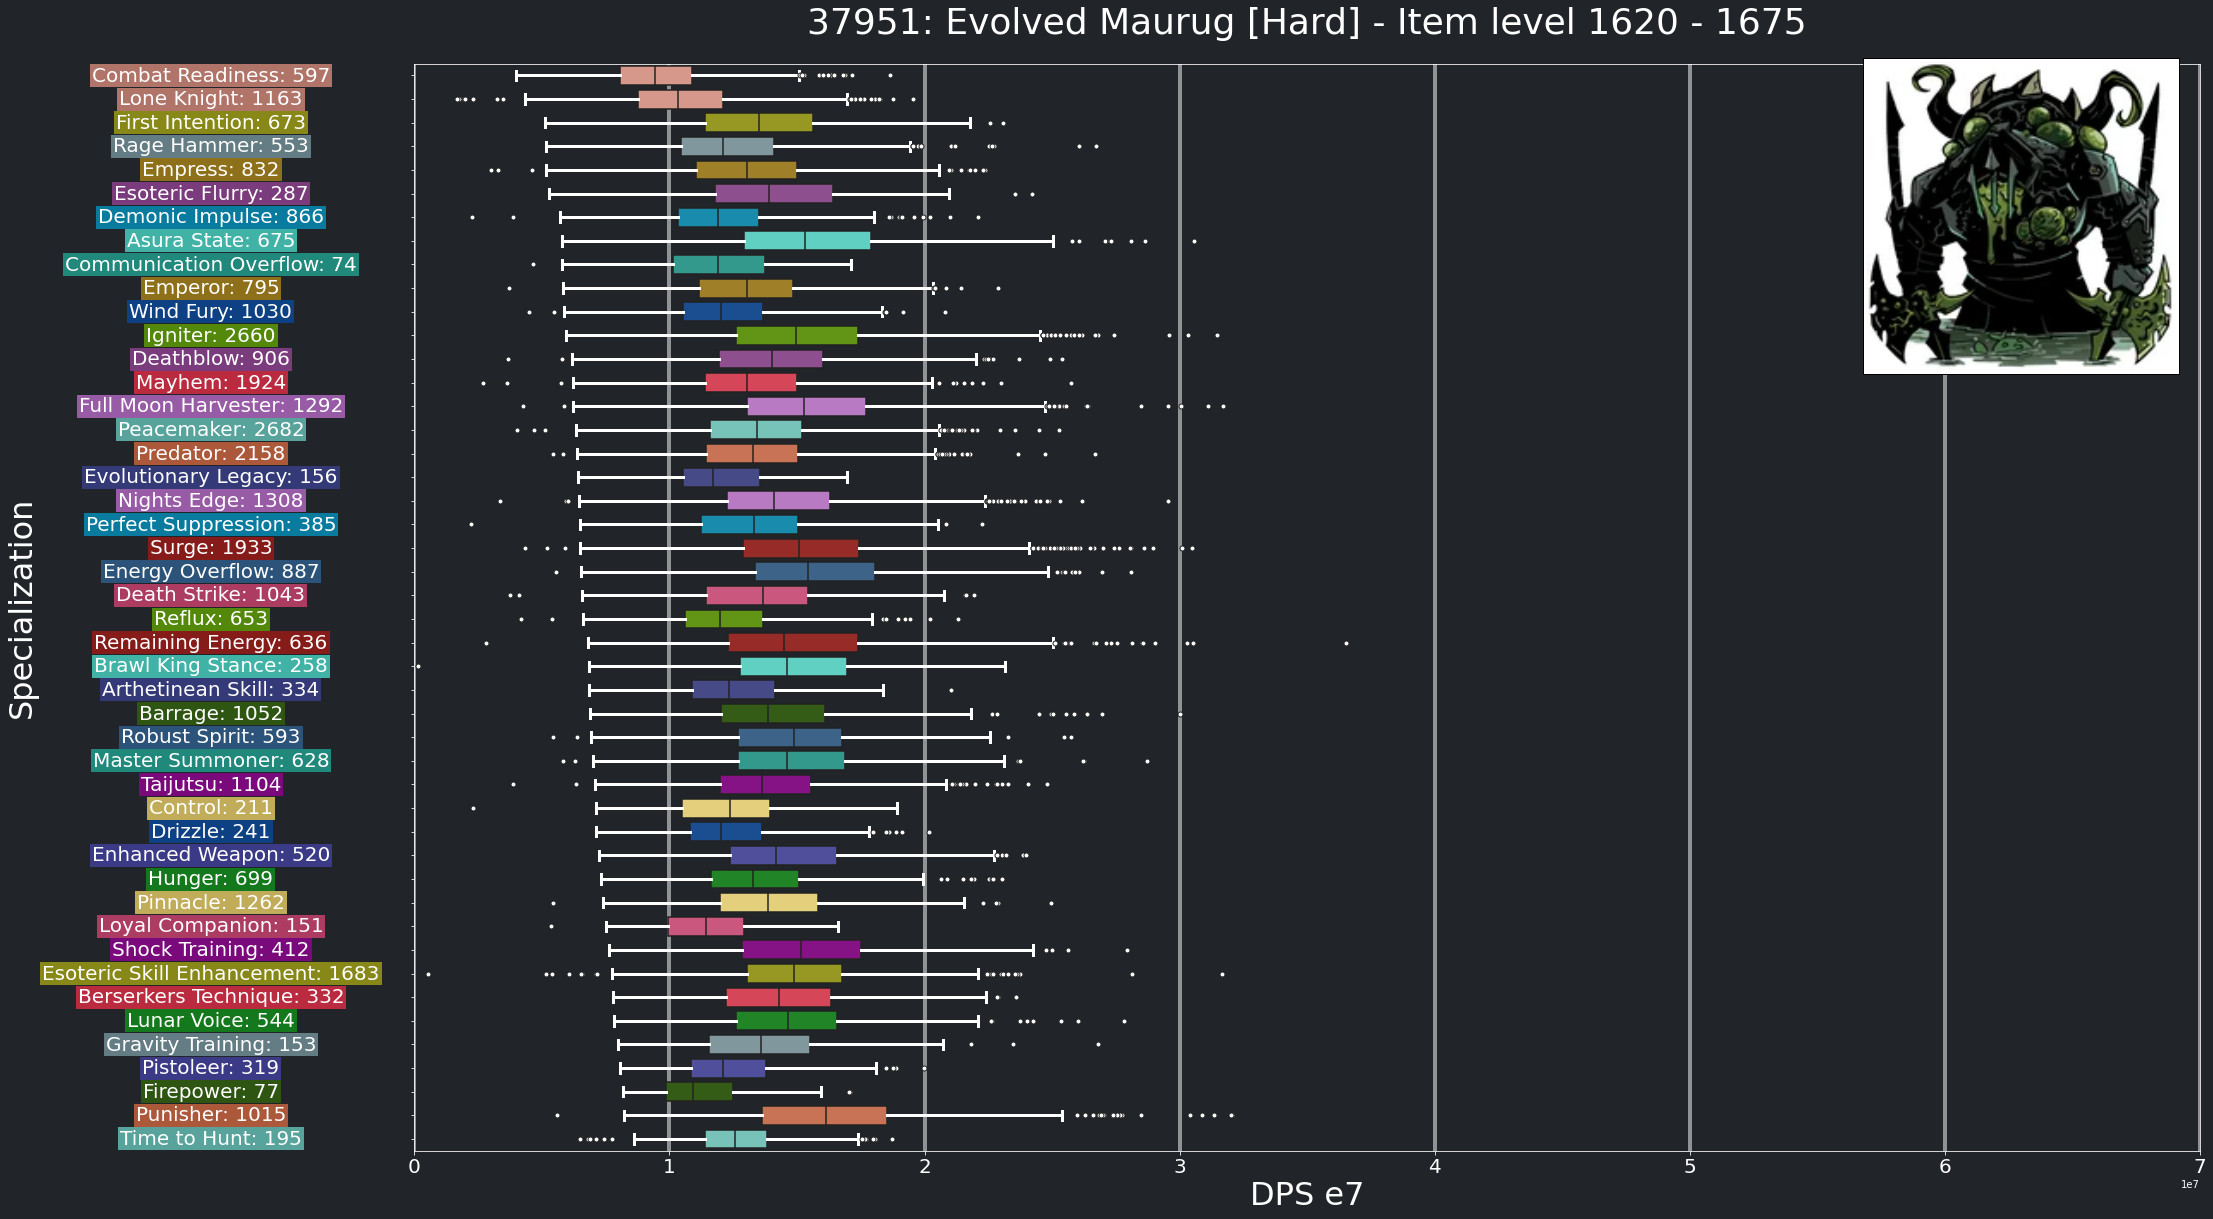 37951: Evolved Maurug [Hard] - Item level 1620 - 1675
Specialization
Combat Readiness: 597
Lone Knight: 1163
First Intention: 673
Rage Hammer: 553
Empress: 832
Esoteric Flurry: 287
Demonic Impulse: 866
Asura State: 675
Communication Overflow: 74
Emperor: 795
Wind Fury: 1030
Igniter: 2660
Deathblow: 906
Mayhem: 1924
Full Moon Harvester: 1292
Peacemaker: 2682
Predator: 2158
Evolutionary Legacy: 156
Nights Edge: 1308
Perfect Suppression: 385
Surge: 1933
Energy Overflow: 887
Death Strike: 1043
Reflux: 653
Remaining Energy: 636
Brawl King Stance: 258
Arthetinean Skill: 334
Barrage: 1052
Robust Spirit: 593
Master Summoner: 628
Taijutsu: 1104
Control: 211
Drizzle: 241
Enhanced Weapon: 520
Hunger: 699
Pinnacle: 1262
Loyal Companion: 151
Shock Training: 412
Esoteric Skill Enhancement: 1683
Berserkers Technique: 332
Lunar Voice: 544
Gravity Training: 153
Pistoleer: 319
Firepower: 77
Punisher: 1015
Time to Hunt: 195
0 1 2 3 4 5 6 7
1e7
DPS e7